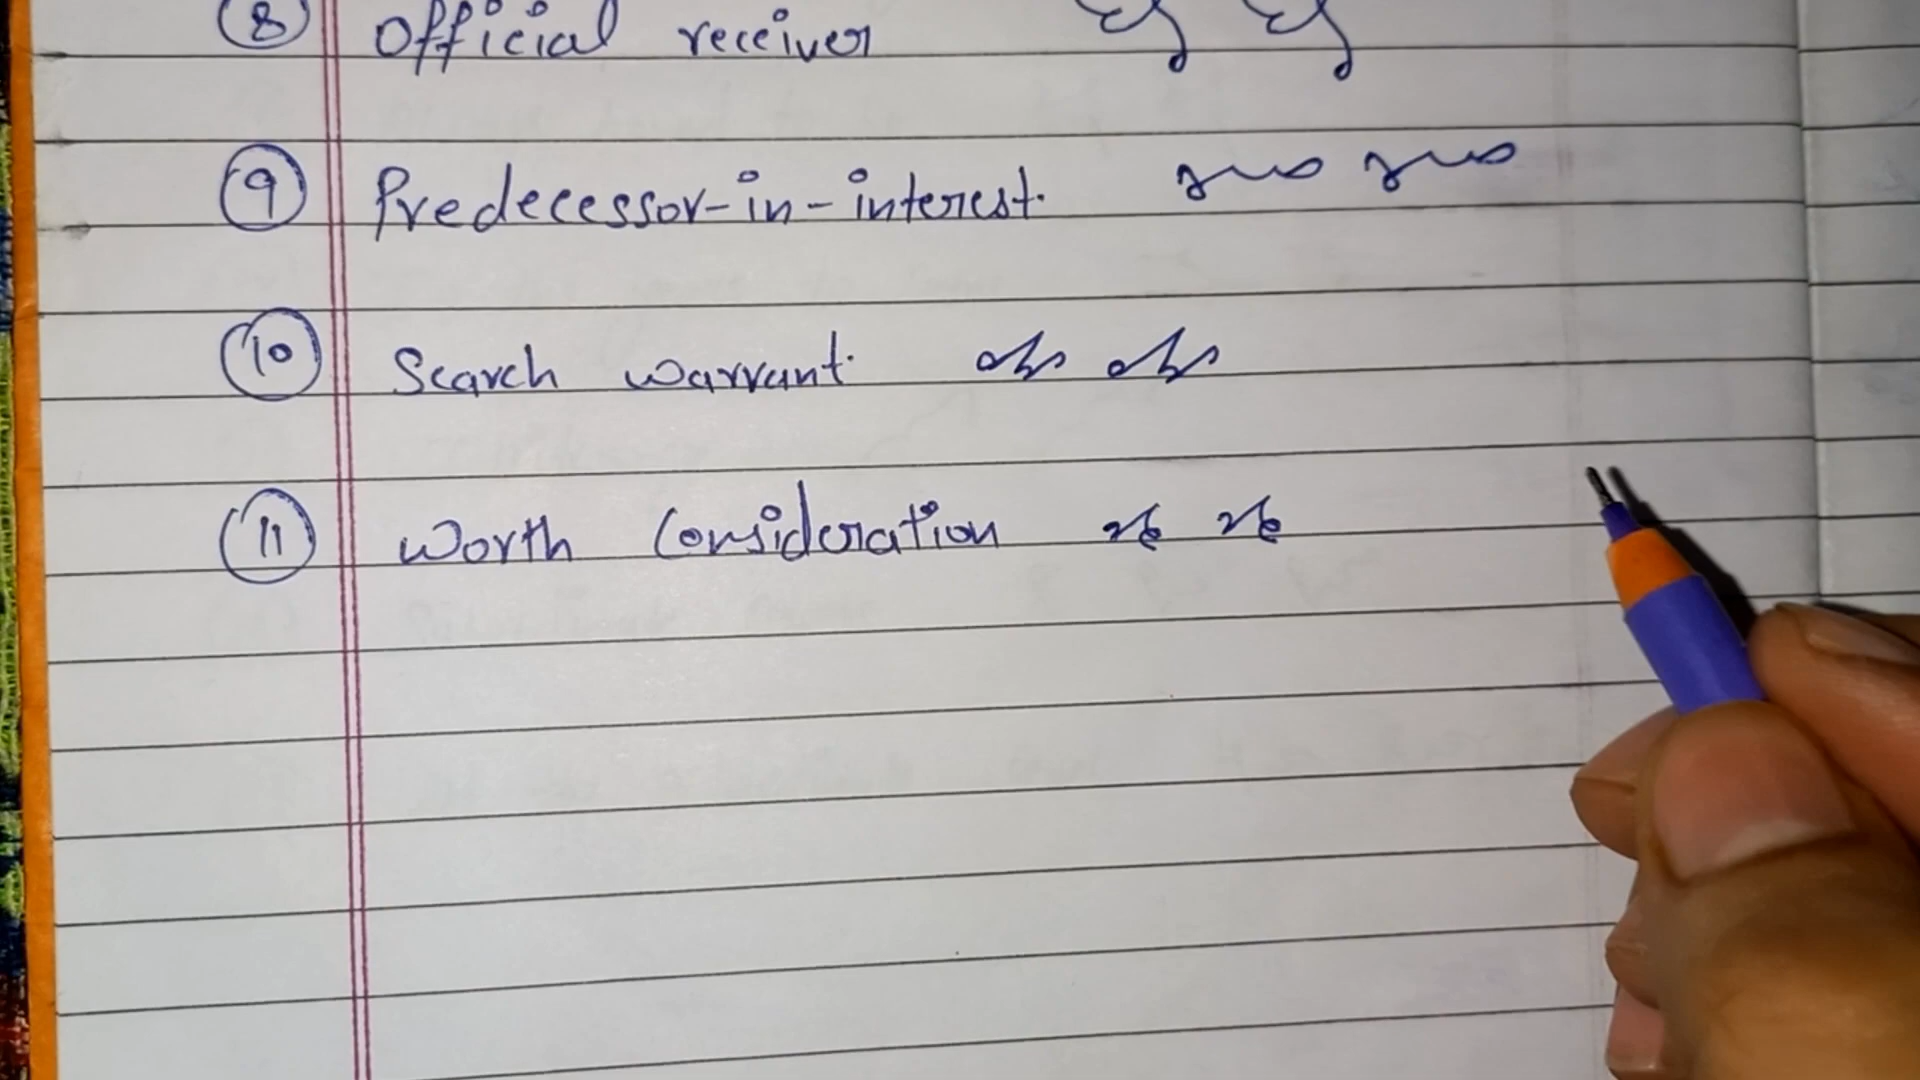 8 Official receiver
9 Predecessor-in-interest.
10 Search warrant.
11 Worth Consideration